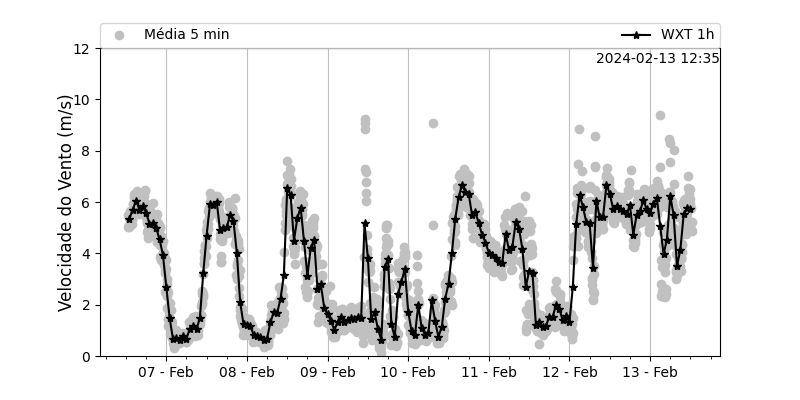 Média 5 min
WXT 1h
2024-02-13 12:35
Velocidade do Vento (m/s)
12
10
8
6
4
2
0
07 - Feb
08 - Feb
09 - Feb
10 - Feb
11 - Feb
12 - Feb
13 - Feb